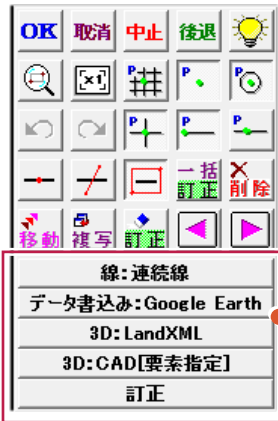 OK 取消 中止 後退
[×1] P P P
P P P
一括訂正 削除
移動 複写 訂正
線:連続線
データ書込み:Google Earth
3D:LandXML
3D:CAD[要素指定]
訂正